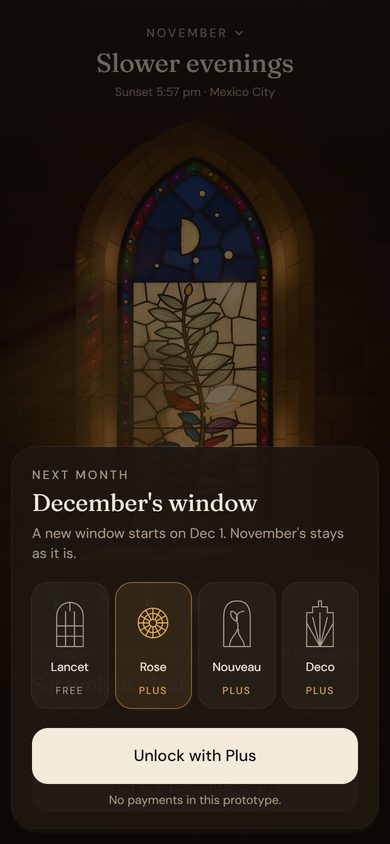 NOVEMBER
Slower evenings
Sunset 5:57 pm · Mexico City
NEXT MONTH
December's window
A new window starts on Dec 1. November's stays
as it is.
Lancet
Rose
Nouveau
Deco
FREE
PLUS
PLUS
PLUS
Unlock with Plus
No payments in this prototype.